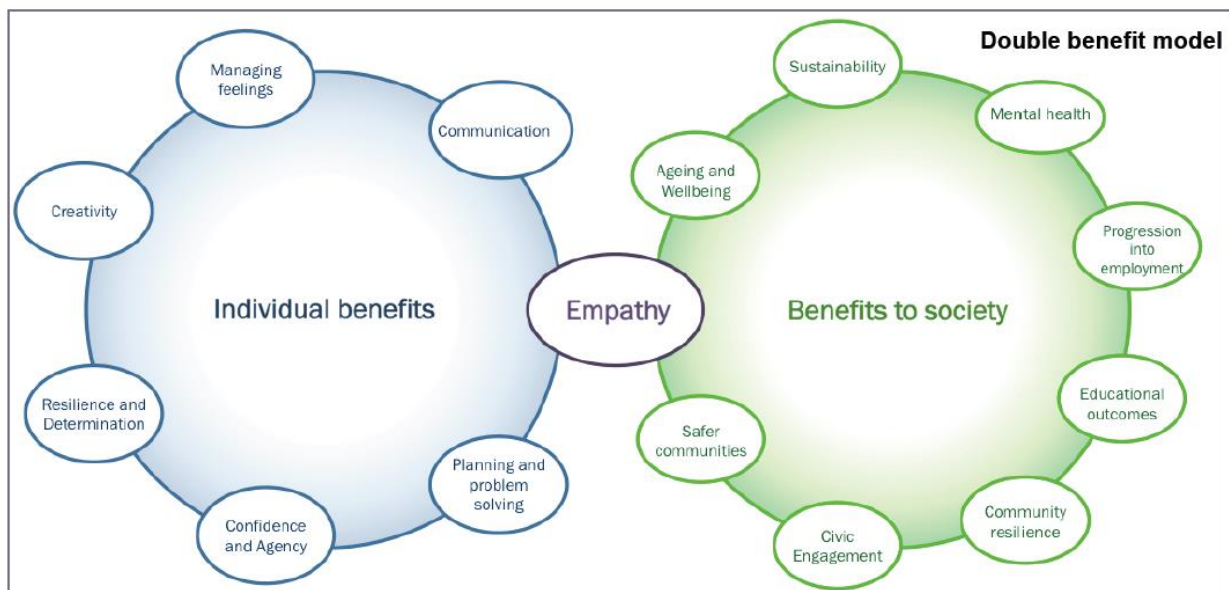 Double benefit model
Managing
feelings
Communication
Creativity
Individual benefits
Resilience and
Determination
Confidence
and Agency
Planning and
problem
solving
Empathy
Sustainability
Mental health
Ageing and
Wellbeing
Progression
into
employment
Benefits to society
Educational
outcomes
Safer
communities
Community
resilience
Civic
Engagement